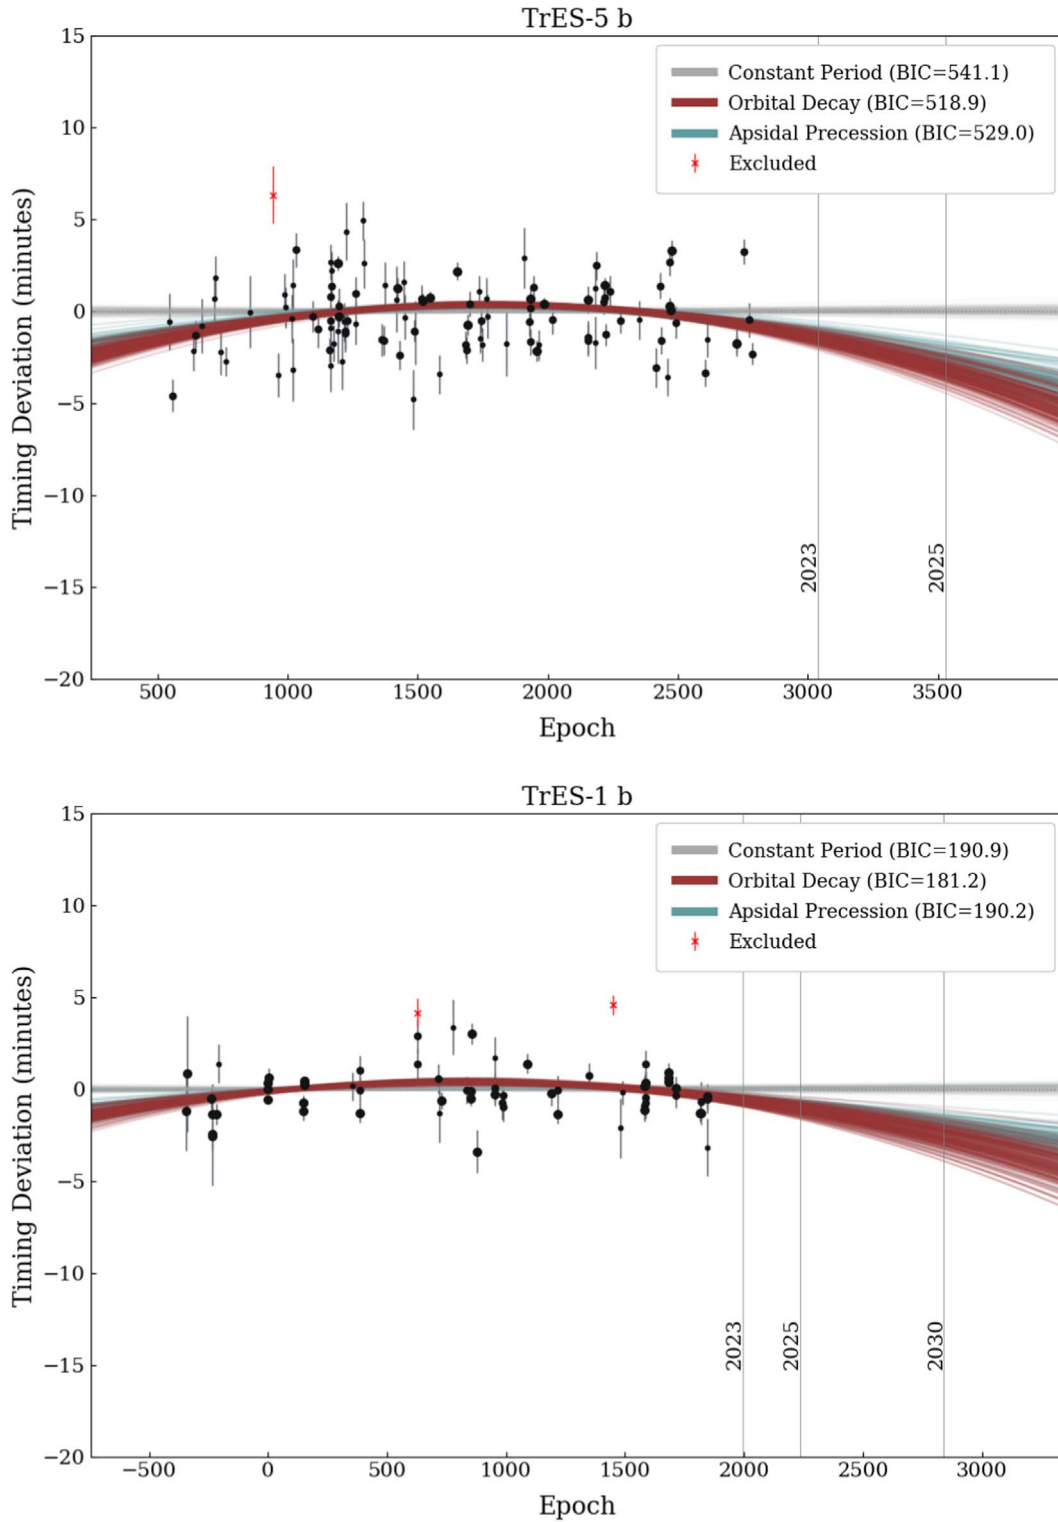 TrES-5 b
15
10
5
0
−5
−10
−15
−20
Timing Deviation (minutes)
Constant Period (BIC=541.1)
Orbital Decay (BIC=518.9)
Apsidal Precession (BIC=529.0)
Excluded
2023
2025
500
1000
1500
2000
2500
3000
3500
Epoch
TrES-1 b
15
10
5
0
−5
−10
−15
−20
Timing Deviation (minutes)
Constant Period (BIC=190.9)
Orbital Decay (BIC=181.2)
Apsidal Precession (BIC=190.2)
Excluded
2023
2025
2030
−500
0
500
1000
1500
2000
2500
3000
Epoch